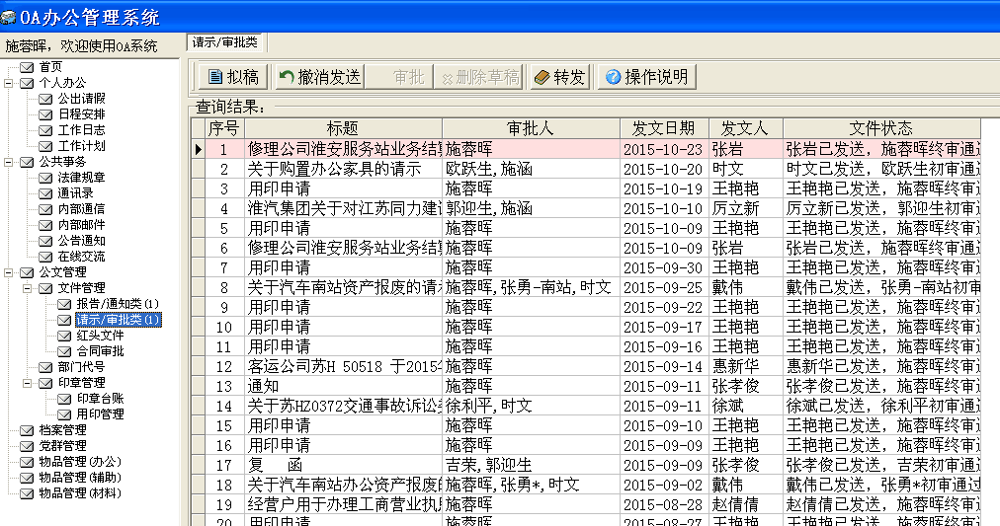 OA办公管理系统
施蓉晖，欢迎使用OA系统
请示/审批类
首页
个人办公
公出请假
日程安排
工作日志
工作计划
公共事务
法律规章
通讯录
内部通信
内部邮件
公告通知
在线交流
公文管理
文件管理
报告/通知类(1)
请示/审批类(1)
红头文件
合同审批
部门代号
印章管理
印章台账
用印管理
档案管理
党群管理
物品管理(办公)
物品管理(辅助)
物品管理(材料)
拟稿 撤消发送 审批 删除草稿 转发 操作说明
查询结果:
序号 标题 审批人 发文日期 发文人 文件状态
1 修理公司淮安服务站业务结 施蓉晖 2015-10-23 张岩 张岩已发送，施蓉晖终审通
2 关于购置办公家具的请示 欧跃生,施涵 2015-10-20 时文 时文已发送，欧跃生初审通
3 用印申请 施蓉晖 2015-10-19 王艳艳 王艳艳已发送，施蓉晖终审
4 淮汽集团关于对江苏同力建 郭迎生,施涵 2015-10-10 厉立新 厉立新已发送，郭迎生初审
5 用印申请 施蓉晖 2015-10-09 王艳艳 王艳艳已发送，施蓉晖终审
6 修理公司淮安服务站业务结 施蓉晖 2015-10-09 张岩 张岩已发送，施蓉晖终审通
7 用印申请 施蓉晖 2015-09-30 王艳艳 王艳艳已发送，施蓉晖终审
8 关于汽车南站资产报废的请 施蓉晖,张勇-南站,时文 2015-09-25 戴伟 戴伟已发送，张勇-南站初审
9 用印申请 施蓉晖 2015-09-22 王艳艳 王艳艳已发送，施蓉晖终审
10 用印申请 施蓉晖 2015-09-17 王艳艳 王艳艳已发送，施蓉晖终审
11 用印申请 施蓉晖 2015-09-16 王艳艳 王艳艳已发送，施蓉晖终审
12 客运公司苏H 50518 于2015 施蓉晖 2015-09-14 惠新华 惠新华已发送，施蓉晖终审
13 通知 施蓉晖 2015-09-11 张孝俊 张孝俊已发送，施蓉晖终审
14 关于苏HZ0372交通事故诉讼 徐利平,时文 2015-09-11 徐斌 徐斌已发送，徐利平初审通
15 用印申请 施蓉晖 2015-09-10 王艳艳 王艳艳已发送，施蓉晖终审
16 用印申请 施蓉晖 2015-09-09 王艳艳 王艳艳已发送，施蓉晖终审
17 复 函 吉荣,郭迎生 2015-09-09 张孝俊 张孝俊已发送，吉荣初审通
18 关于汽车南站办公资产报废的 施蓉晖,张勇*,时文 2015-09-02 戴伟 戴伟已发送，张勇*初审通过
19 经营户用于办理工商营业执 施蓉晖 2015-08-28 赵倩倩 赵倩倩已发送，施蓉晖终审
20 用印申请 施蓉晖 2015-08-27 王艳艳 王艳艳已发送，施蓉晖终审